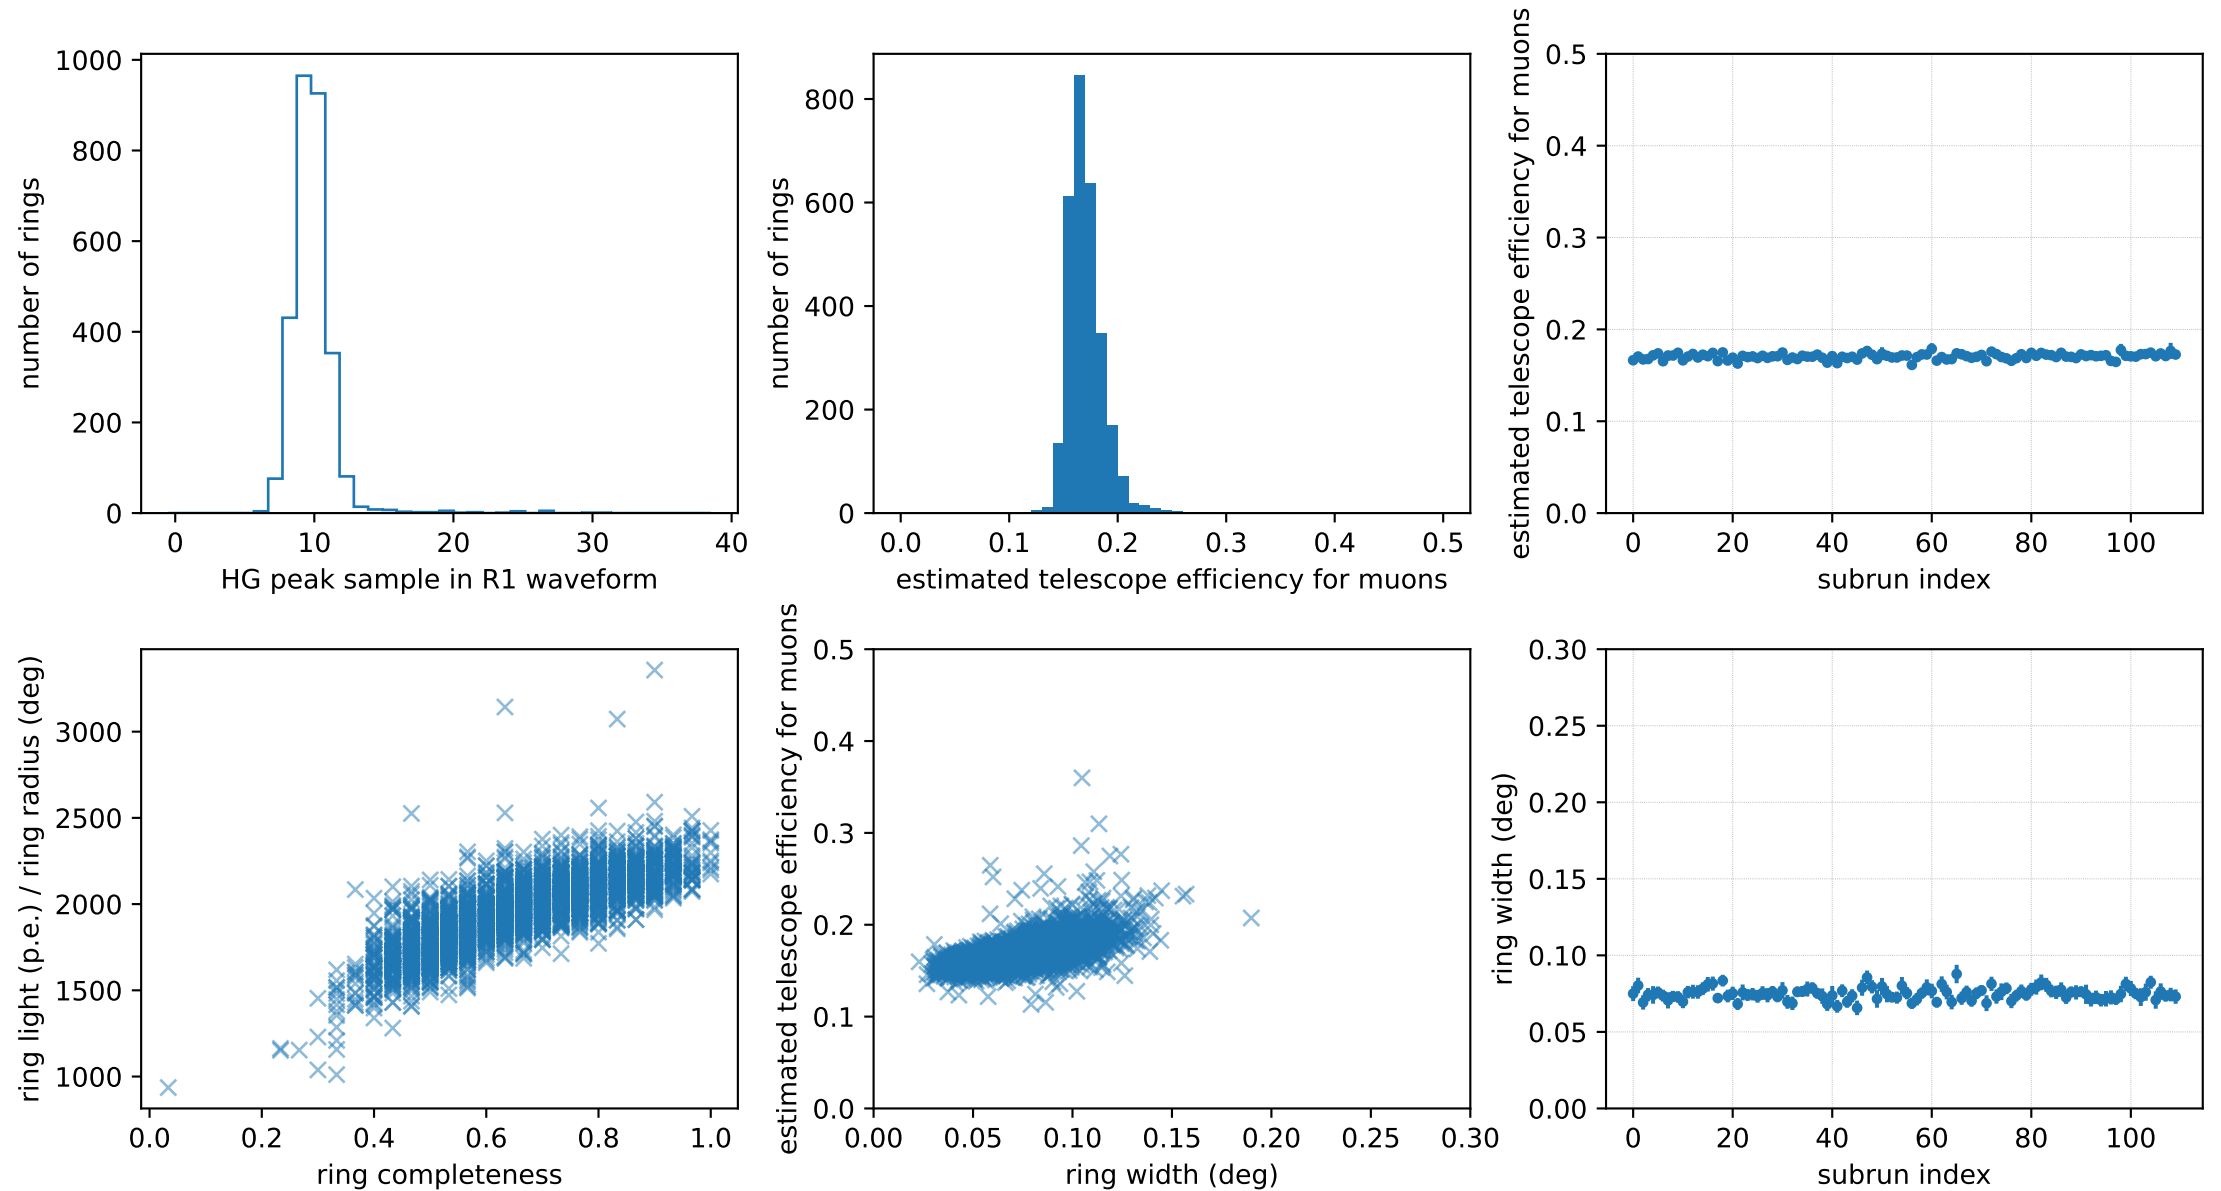 1000
800
600
400
200
0
number of rings
0 10 20 30 40
HG peak sample in R1 waveform
800
600
400
200
0
number of rings
0.0 0.1 0.2 0.3 0.4 0.5
estimated telescope efficiency for muons
0.5
0.4
0.3
0.2
0.1
0.0
estimated telescope efficiency for muons
0 20 40 60 80 100
subrun index
3000
2500
2000
1500
1000
ring light (p.e.) / ring radius (deg)
0.0 0.2 0.4 0.6 0.8 1.0
ring completeness
0.5
0.4
0.3
0.2
0.1
0.0
estimated telescope efficiency for muons
0.00 0.05 0.10 0.15 0.20 0.25 0.30
ring width (deg)
0.30
0.25
0.20
0.15
0.10
0.05
0.00
ring width (deg)
0 20 40 60 80 100
subrun index